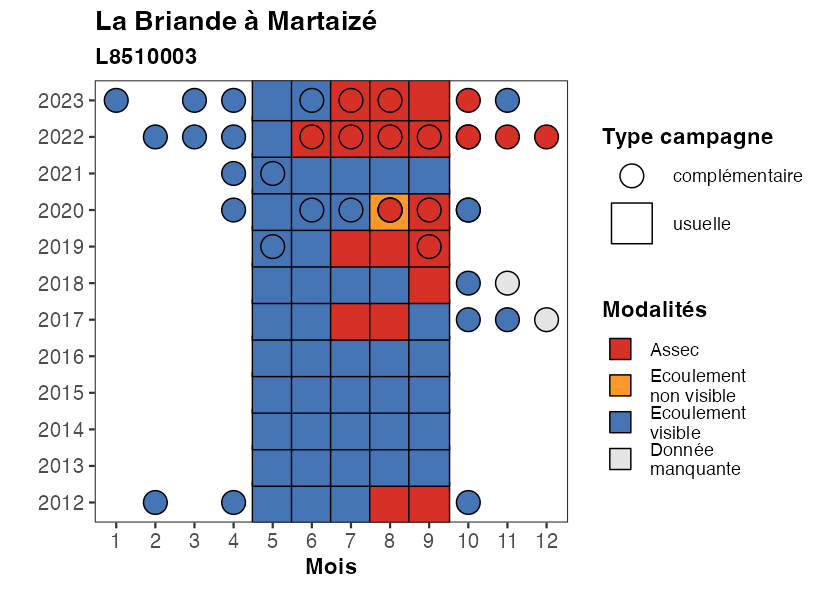 La Briande à Martaizé
L8510003
2023
2022
2021
2020
2019
2018
2017
2016
2015
2014
2013
2012
1 2 3 4 5 6 7 8 9 10 11 12
Mois
Type campagne
complémentaire
usuelle
Modalités
Assec
Ecoulement
non visible
Ecoulement
visible
Donnée
manquante